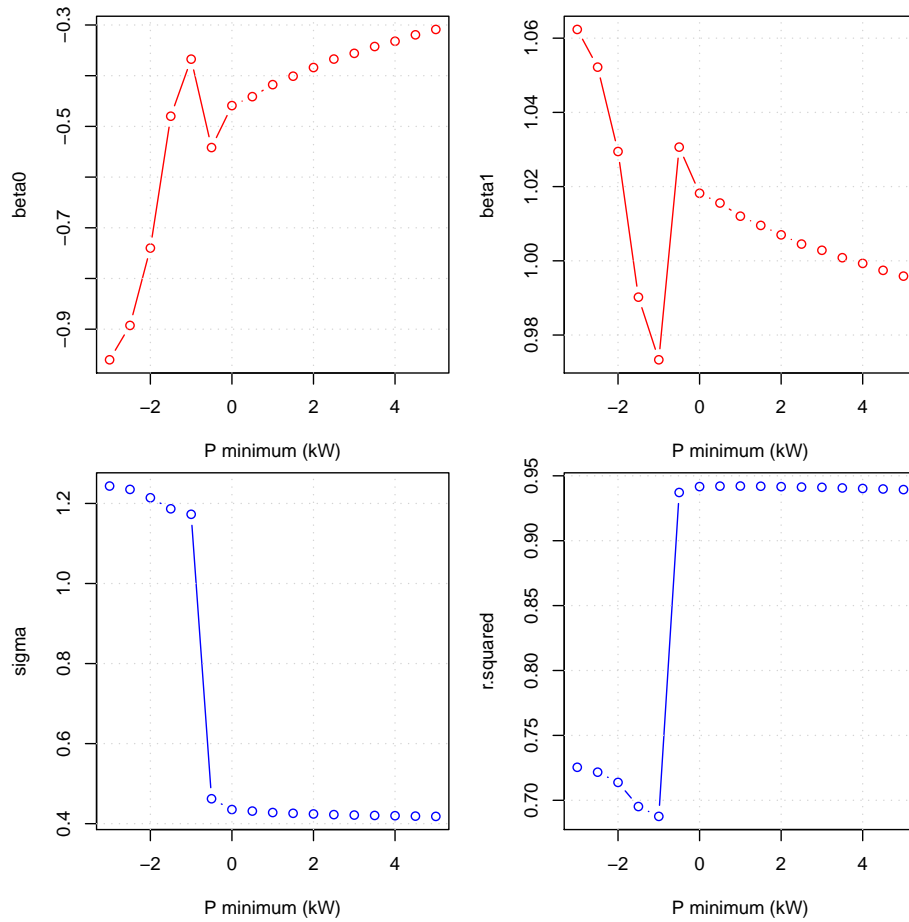 −0.3
−0.5
−0.7
−0.9
beta0
−2 0 2 4
P minimum (kW)
1.06
1.04
1.02
1.00
0.98
beta1
−2 0 2 4
P minimum (kW)
1.2
1.0
0.8
0.6
0.4
sigma
−2 0 2 4
P minimum (kW)
0.95
0.90
0.85
0.80
0.75
0.70
r.squared
−2 0 2 4
P minimum (kW)